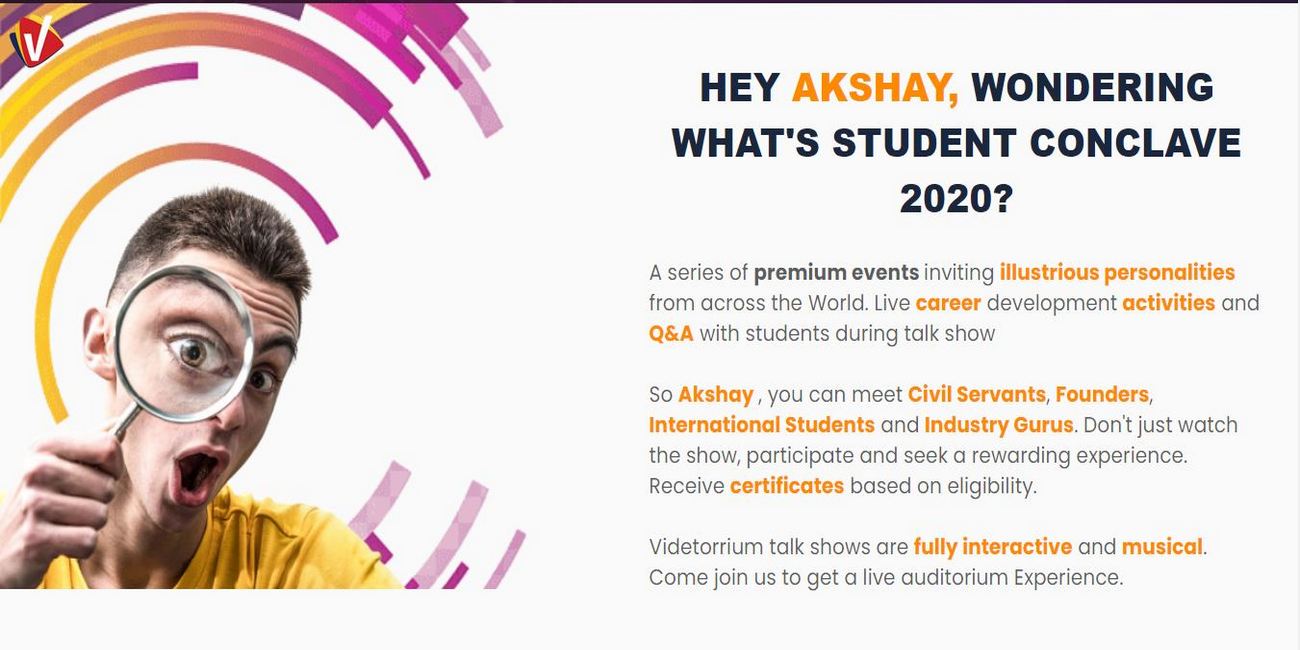 V
HEY AKSHAY, WONDERING
WHAT'S STUDENT CONCLAVE
2020?
A series of premium events inviting illustrious personalities
from across the World. Live career development activities and
Q&A with students during talk show
So Akshay , you can meet Civil Servants, Founders,
International Students and Industry Gurus. Don't just watch
the show, participate and seek a rewarding experience.
Receive certificates based on eligibility.
Videtorrium talk shows are fully interactive and musical.
Come join us to get a live auditorium Experience.